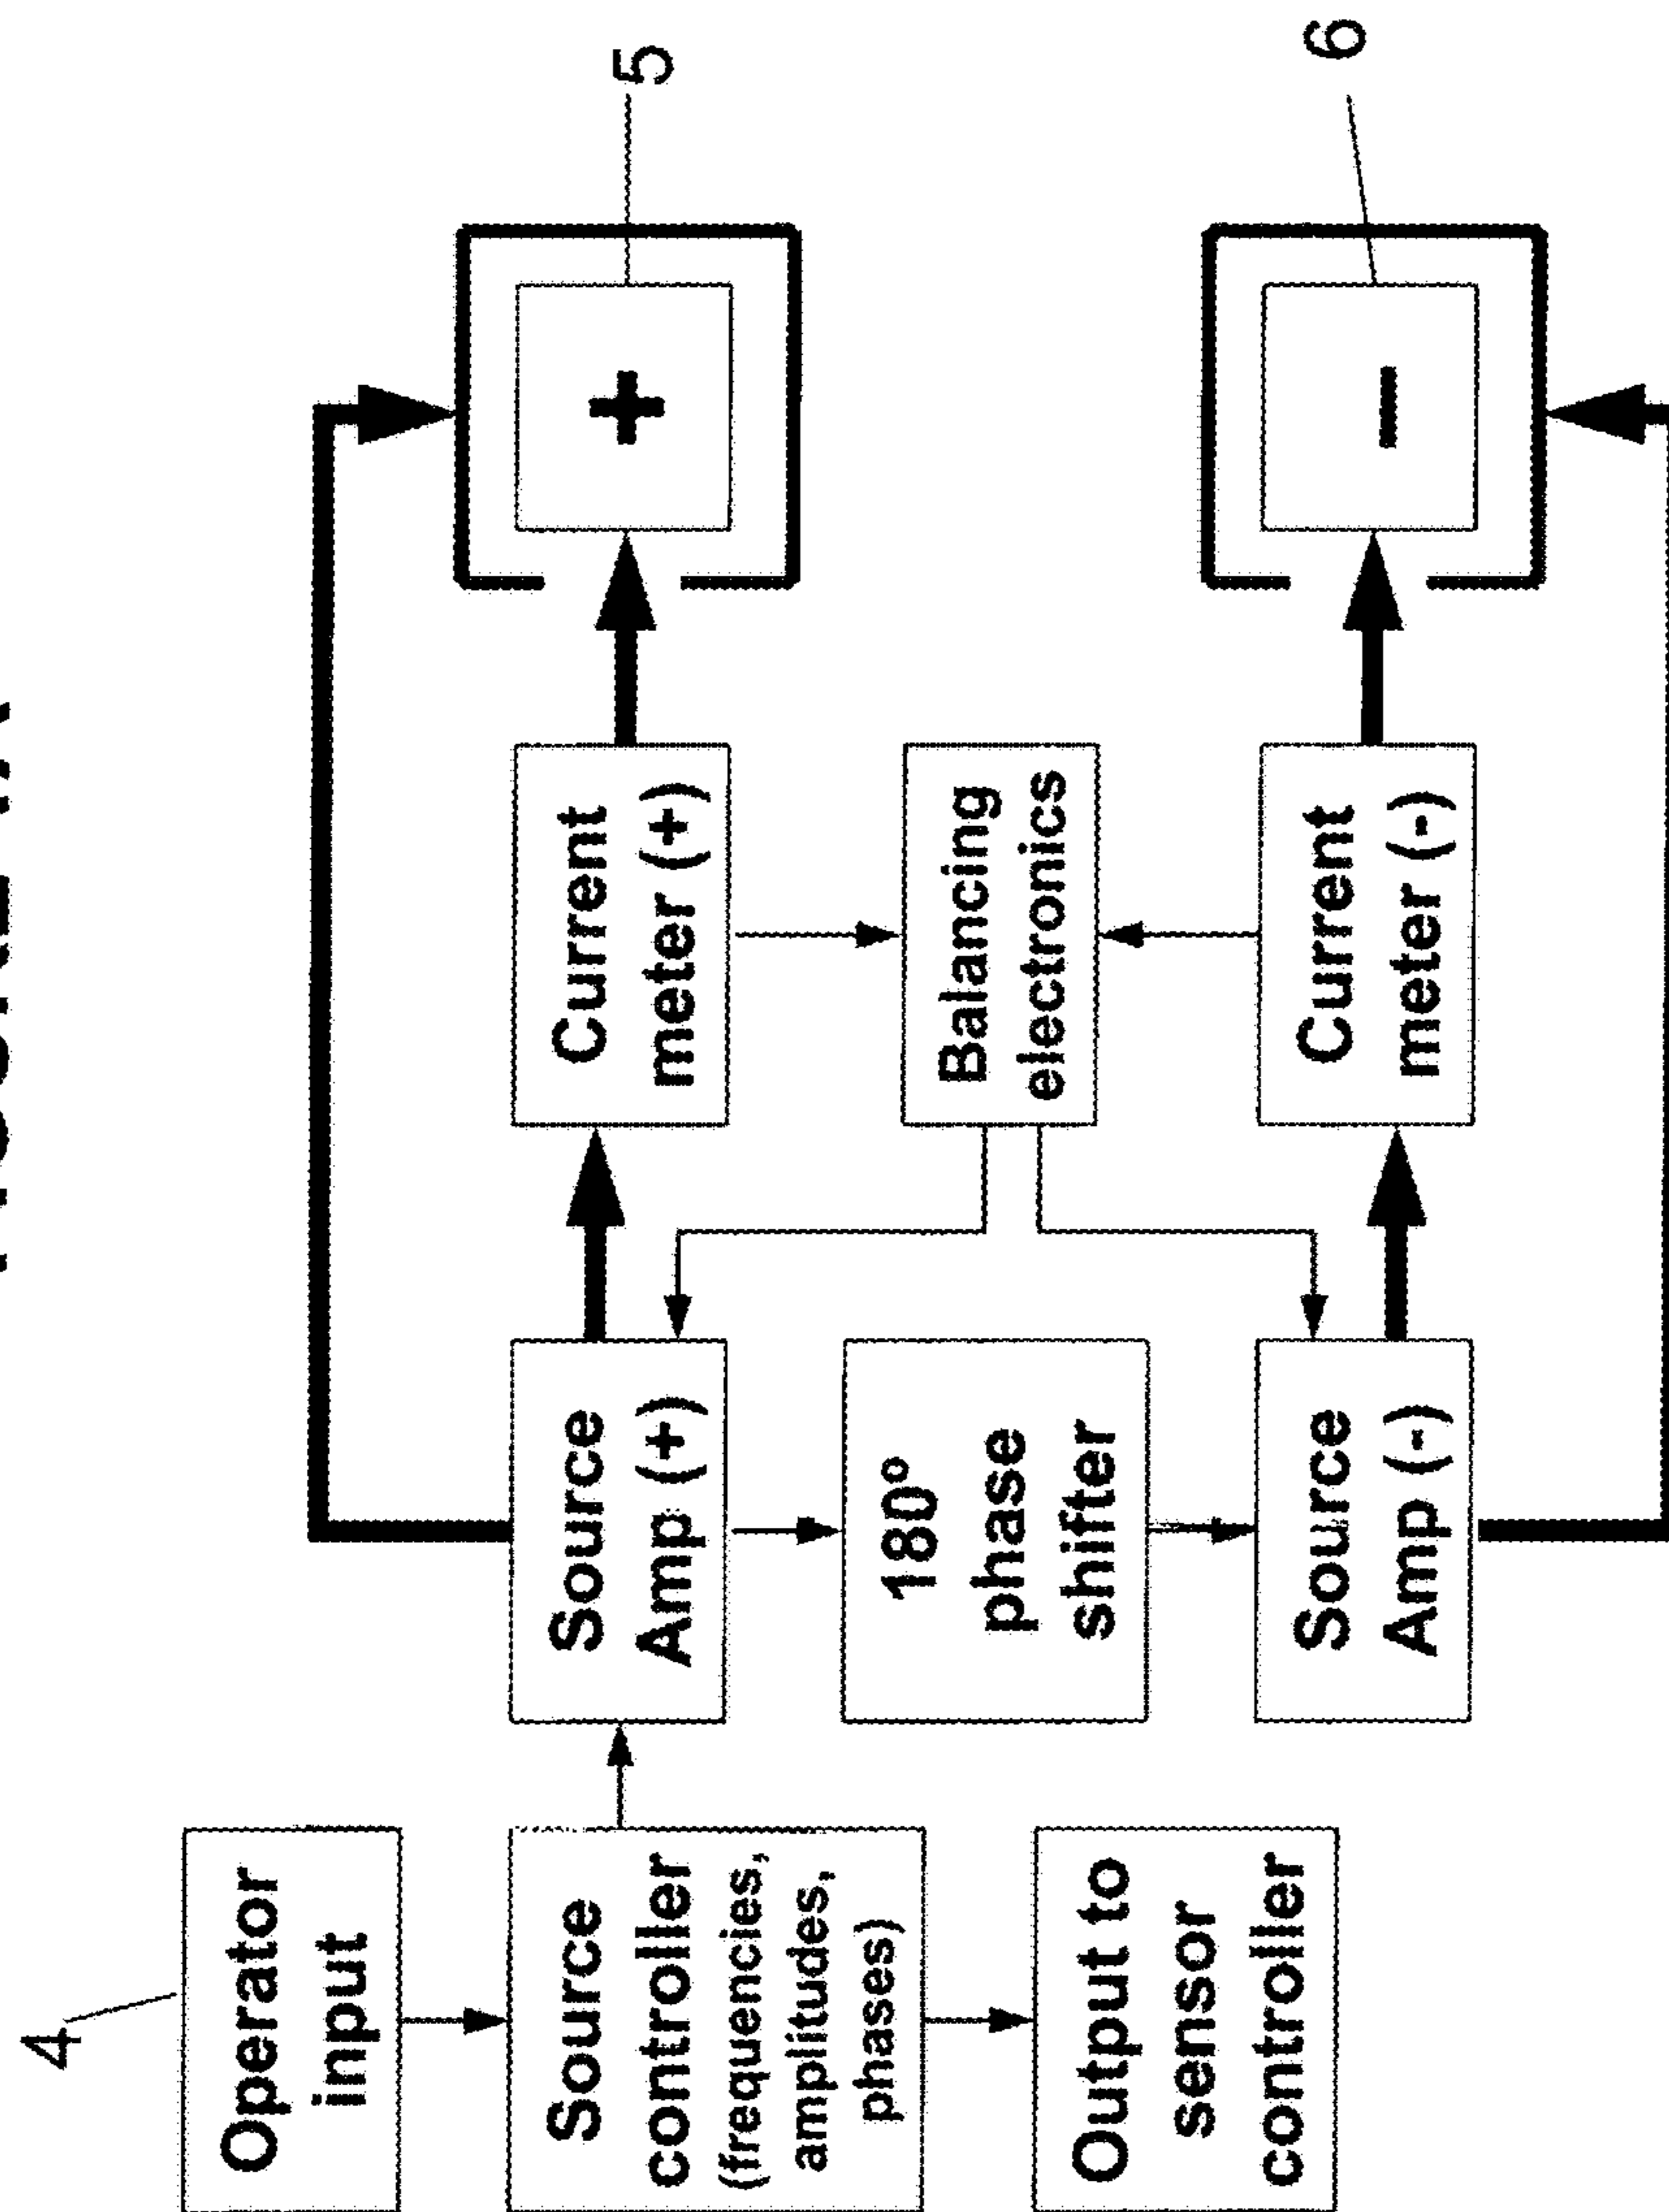 4
Operator
input
Source
controller
(frequencies,
amplitudes,
phases)
Output to
sensor
controller
Source
Amp (+)
180º
phase
shifter
Source
Amp (-)
Current
meter (+)
Balancing
electronics
Current
meter (-)
+
5
−
6